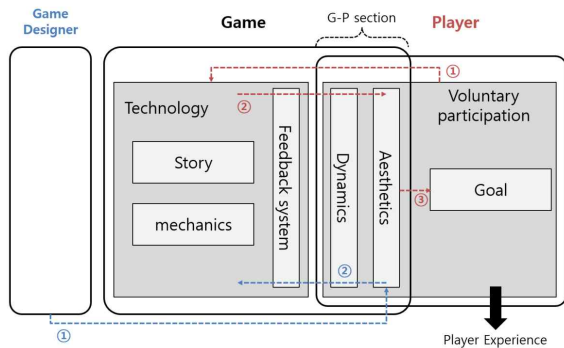 Game
Designer
Game
G-P section
Player
①
Technology
②
Voluntary
participation
Story
mechanics
Feedback system
Dynamics
Aesthetics
Goal
③
②
①
Player Experience